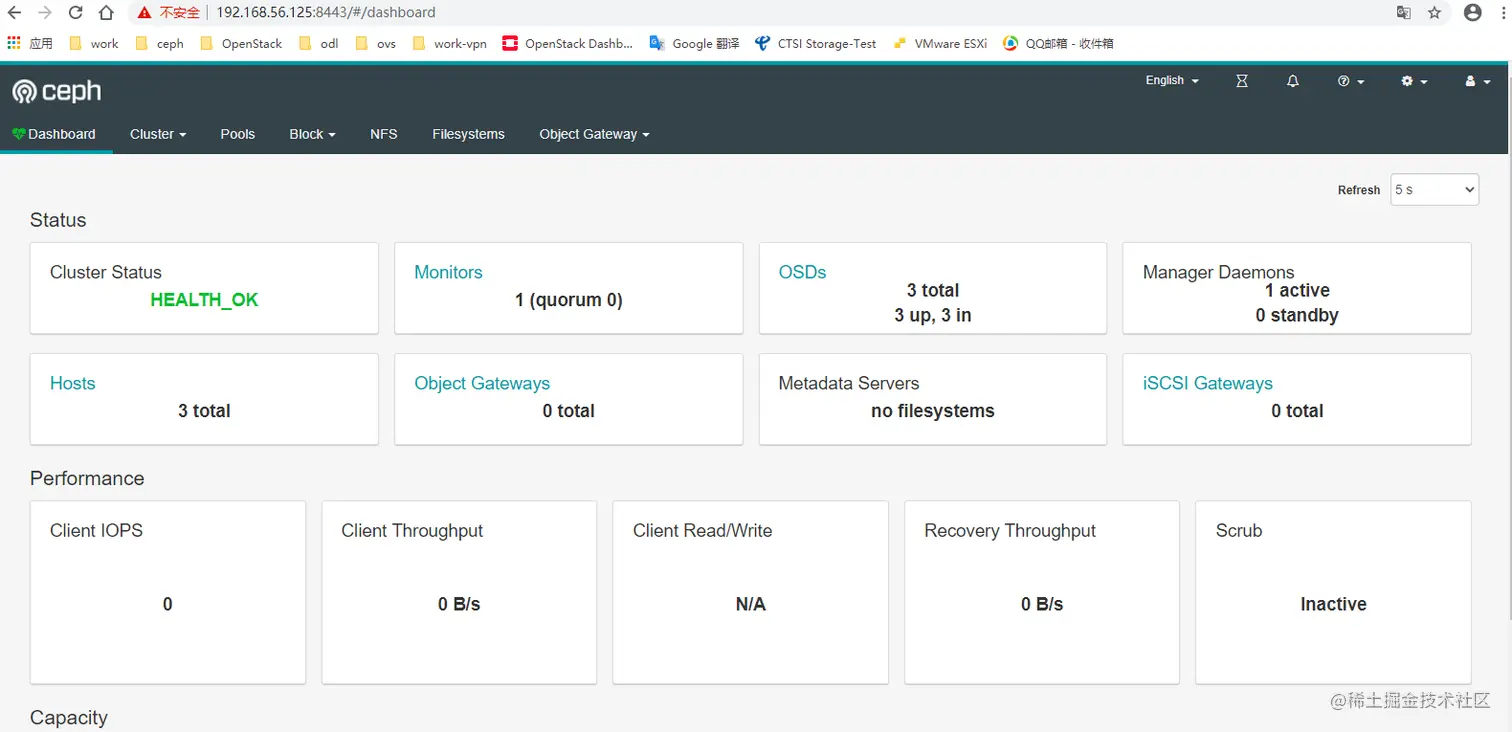 不安全 192.168.56.125:8443/#/dashboard
应用 work ceph OpenStack odl ovs work-vpn OpenStack Dashb... Google 翻译 CTSI Storage-Test VMware ESXi QQ邮箱 - 收件箱
ceph English
Dashboard Cluster Pools Block NFS Filesystems Object Gateway
Refresh 5 s
Status
Cluster Status Monitors OSDs Manager Daemons
HEALTH_OK 1 (quorum 0) 3 total 1 active
3 up, 3 in 0 standby
Hosts Object Gateways Metadata Servers iSCSI Gateways
3 total 0 total no filesystems 0 total
Performance
Client IOPS Client Throughput Client Read/Write Recovery Throughput Scrub
0 0 B/s N/A 0 B/s Inactive
@稀土掘金技术社区
Capacity